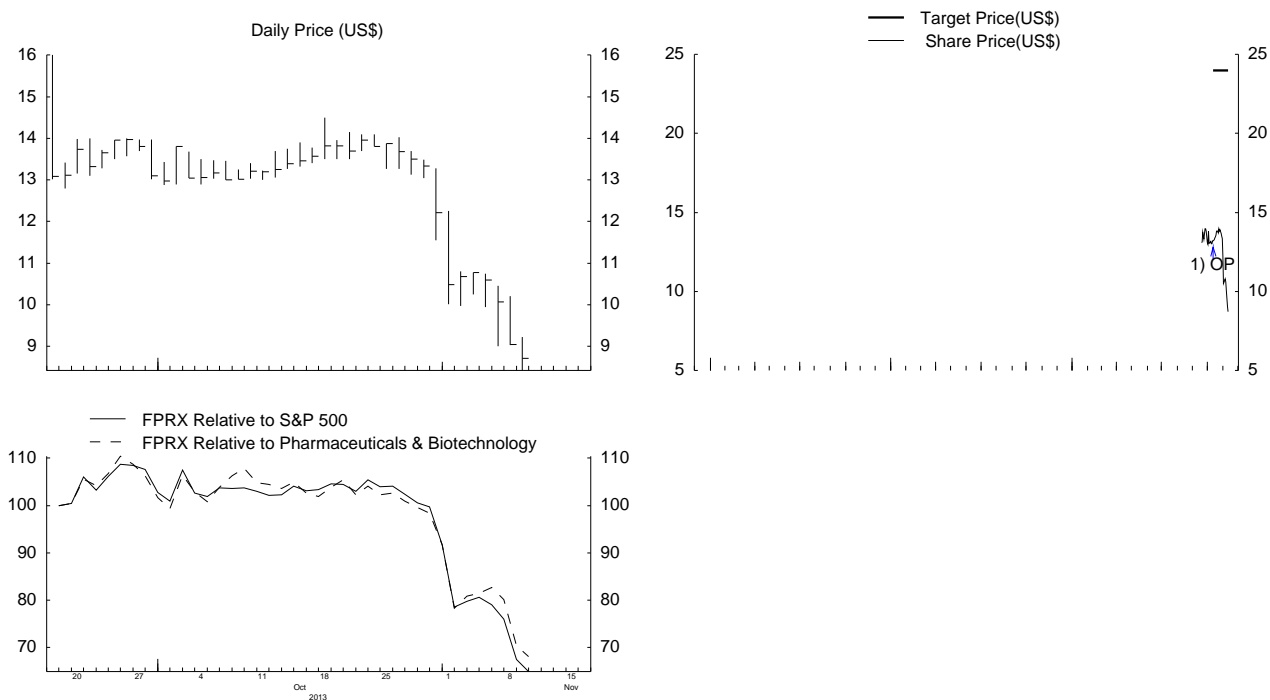 Daily Price (US$)
16 16
15 15
14 14
13 13
12 12
11 11
10 10
9 9
Target Price(US$)
Share Price(US$)
25 25
20 20
15 15
10 10
5 5
1) OP
FPRX Relative to S&P 500
FPRX Relative to Pharmaceuticals & Biotechnology
110 110
100 100
90 90
80 80
70 70
20 27 4 11 18 25 1 8 15
Oct Nov
2013